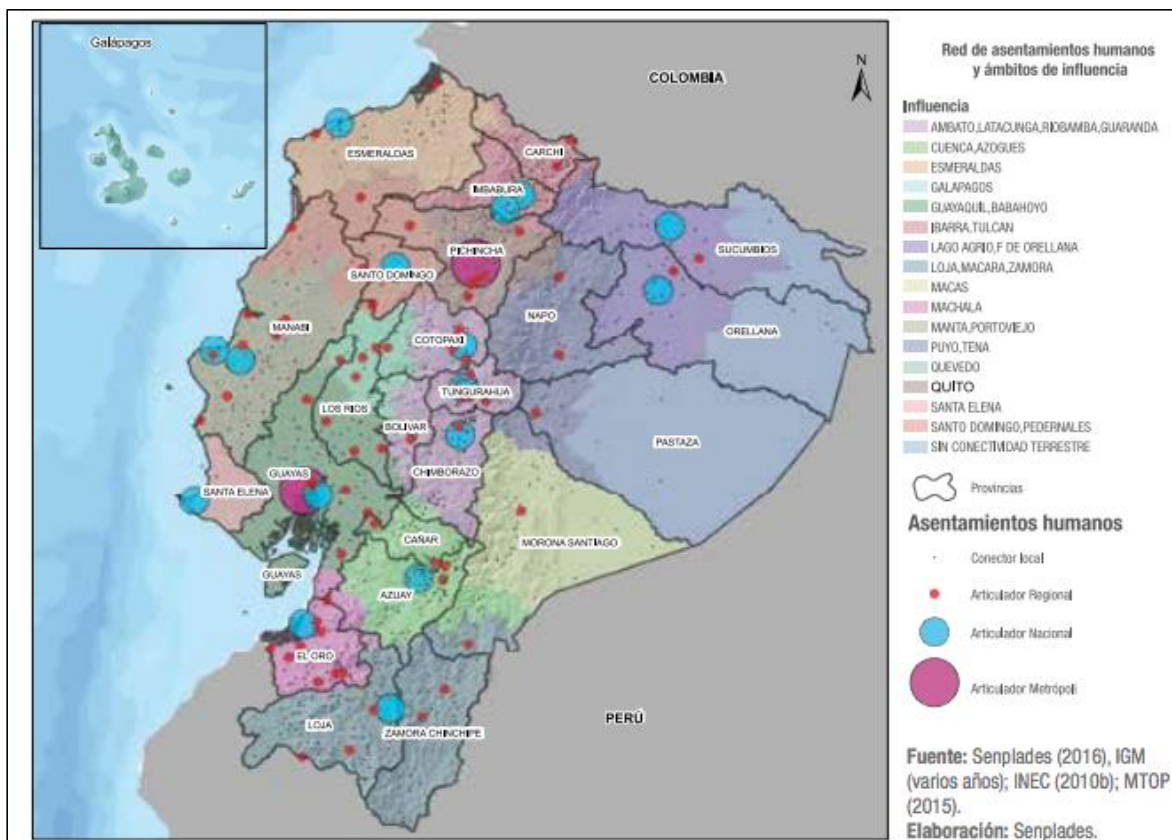 Galápagos
N
COLOMBIA
ESMERALDAS
CARCHI
IMBABURA
SUCUMBIOS
PICHINCHA
SANTO DOMINGO
NAPO
ORELLANA
MANABI
COTOPAXI
TUNGURAHUA
LOS RIOS
BOLIVAR
PASTAZA
CHIMBORAZO
GUAYAS
SANTA ELENA
CAÑAR
MORONA SANTIAGO
GUAYAS
AZUAY
EL ORO
PERÚ
LOJA
ZAMORA CHINCHIPE
Red de asentamientos humanos
y ámbitos de influencia
Influencia
AMBATO,LATACUNGA,RIOBAMBA,GUARANDA
CUENCA,AZOGUES
ESMERALDAS
GALAPAGOS
GUAYAQUIL,BABAHOYO
IBARRA,TULCAN
LAGO AGRIO,F DE ORELLANA
LOJA,MACARA,ZAMORA
MACAS
MACHALA
MANTA,PORTOVIEJO
PUYO,TENA
QUEVEDO
QUITO
SANTA ELENA
SANTO DOMINGO,PEDERNALES
SIN CONECTIVIDAD TERRESTRE
Provincias
Asentamientos humanos
Conector local
Articulador Regional
Articulador Nacional
Articulador Metrópoli
Fuente: Senplades (2016), IGM
(varios años); INEC (2010b); MTOP
(2015).
Elaboración: Senplades.